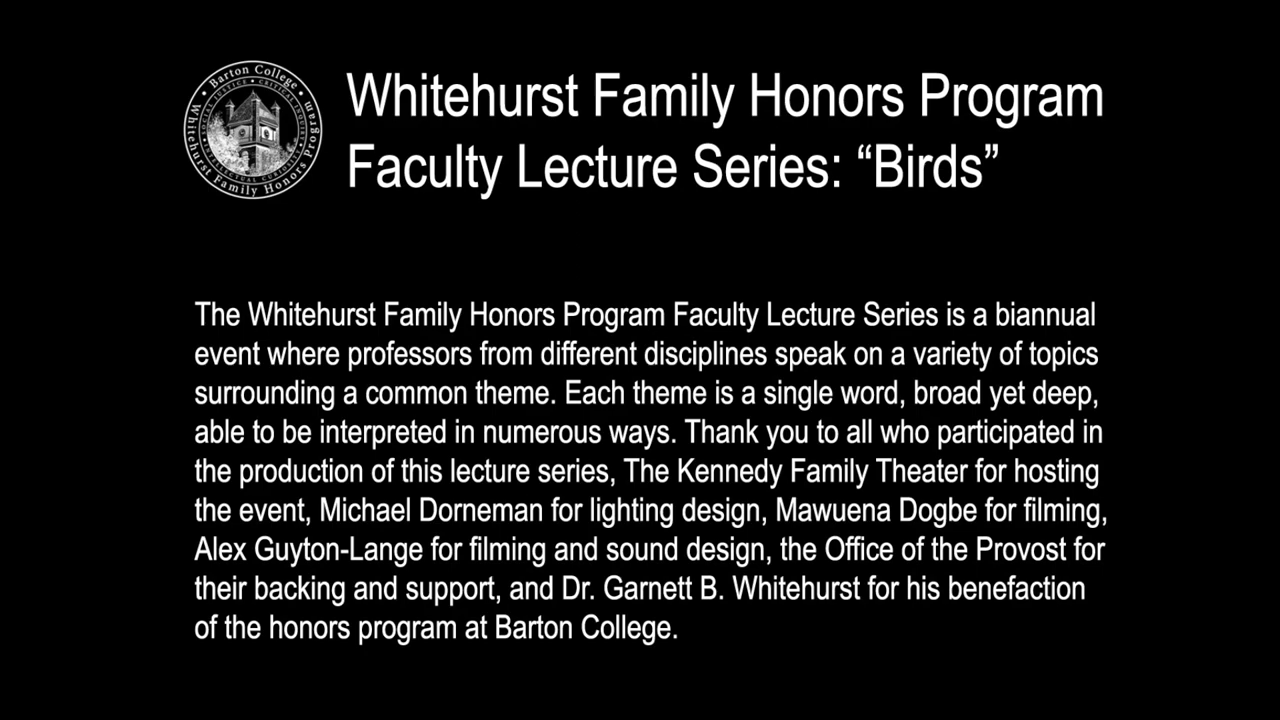 Barton College
SOCIAL JUSTICE • CRITICAL INQUIRY
INTELLECTUAL CURIOSITY
Whitehurst Family Honors Program
Whitehurst Family Honors Program
Faculty Lecture Series: “Birds”
The Whitehurst Family Honors Program Faculty Lecture Series is a biannual
event where professors from different disciplines speak on a variety of topics
surrounding a common theme. Each theme is a single word, broad yet deep,
able to be interpreted in numerous ways. Thank you to all who participated in
the production of this lecture series, The Kennedy Family Theater for hosting
the event, Michael Dorneman for lighting design, Mawuena Dogbe for filming,
Alex Guyton-Lange for filming and sound design, the Office of the Provost for
their backing and support, and Dr. Garnett B. Whitehurst for his benefaction
of the honors program at Barton College.